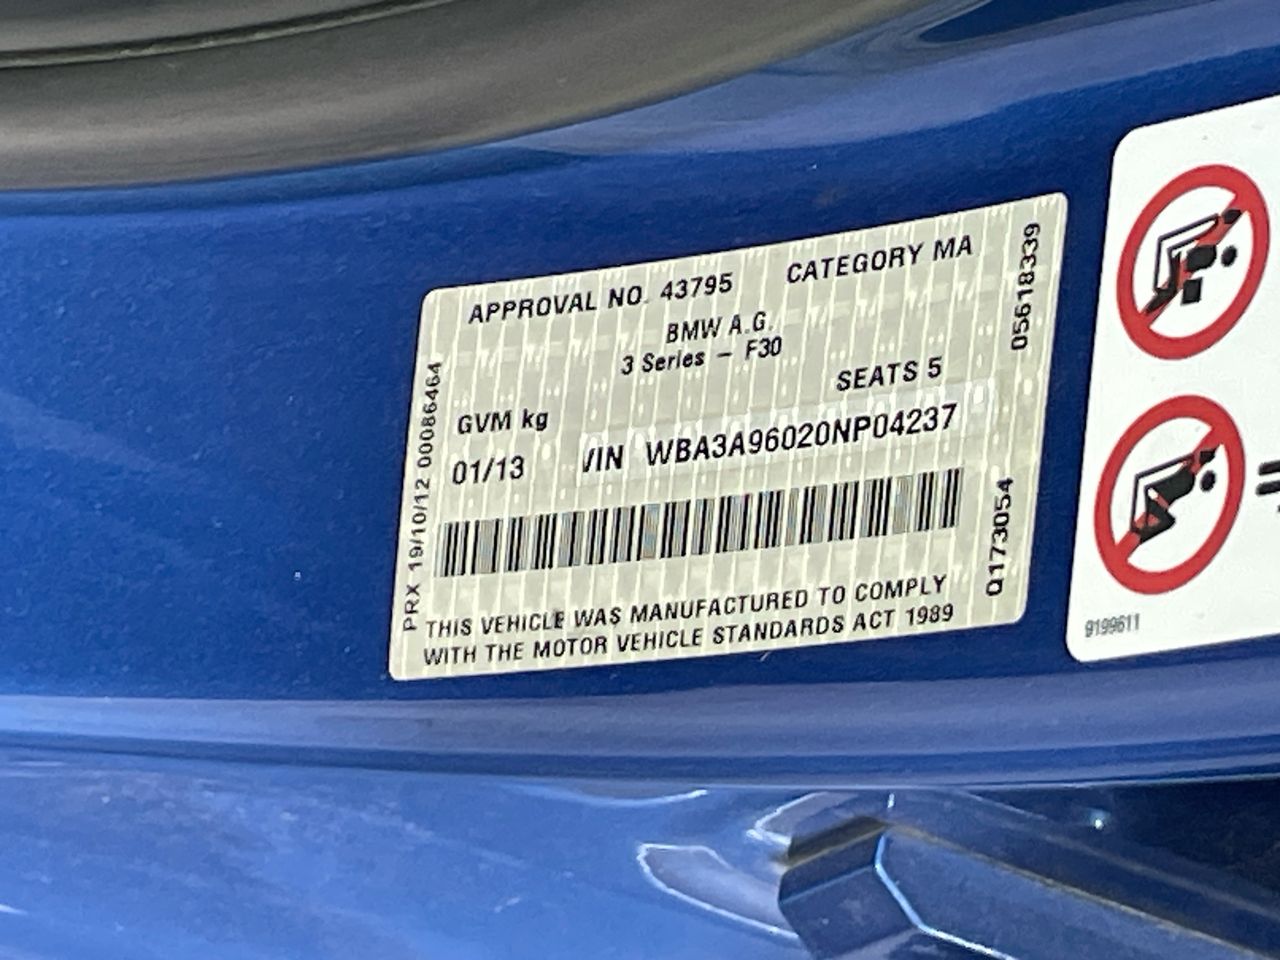 APPROVAL NO. 43795 CATEGORY MA
BMW A.G.
3 Series – F30
SEATS 5
GVM kg
01/13 VIN WBA3A96020NP04237
THIS VEHICLE WAS MANUFACTURED TO COMPLY
WITH THE MOTOR VEHICLE STANDARDS ACT 1989
PRX 19/10/12 00086464
05618339
Q173054
9199611